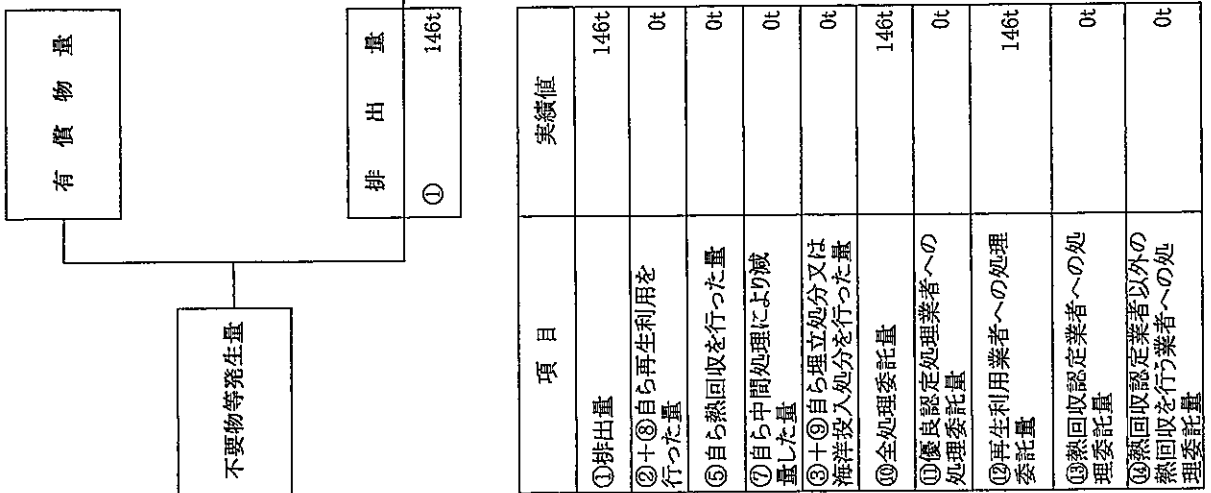 有償物量
不要物等発生量
排出量
① 146t
項目 実績値
①排出量 146t
②+⑧自ら再生利用を
行った量 0t
⑤自ら熱回収を行った量 0t
⑦自ら中間処理により減
量した量 0t
③+⑨自ら埋立処分又は
海洋投入処分を行った量 0t
⑩全処理委託量 146t
⑪優良認定処理業者への
処理委託量 0t
⑫再生利用業者への処理
委託量 146t
⑬熱回収認定業者への処
理委託量 0t
⑭熱回収認定業者以外の
熱回収を行う業者への処
理委託量 0t